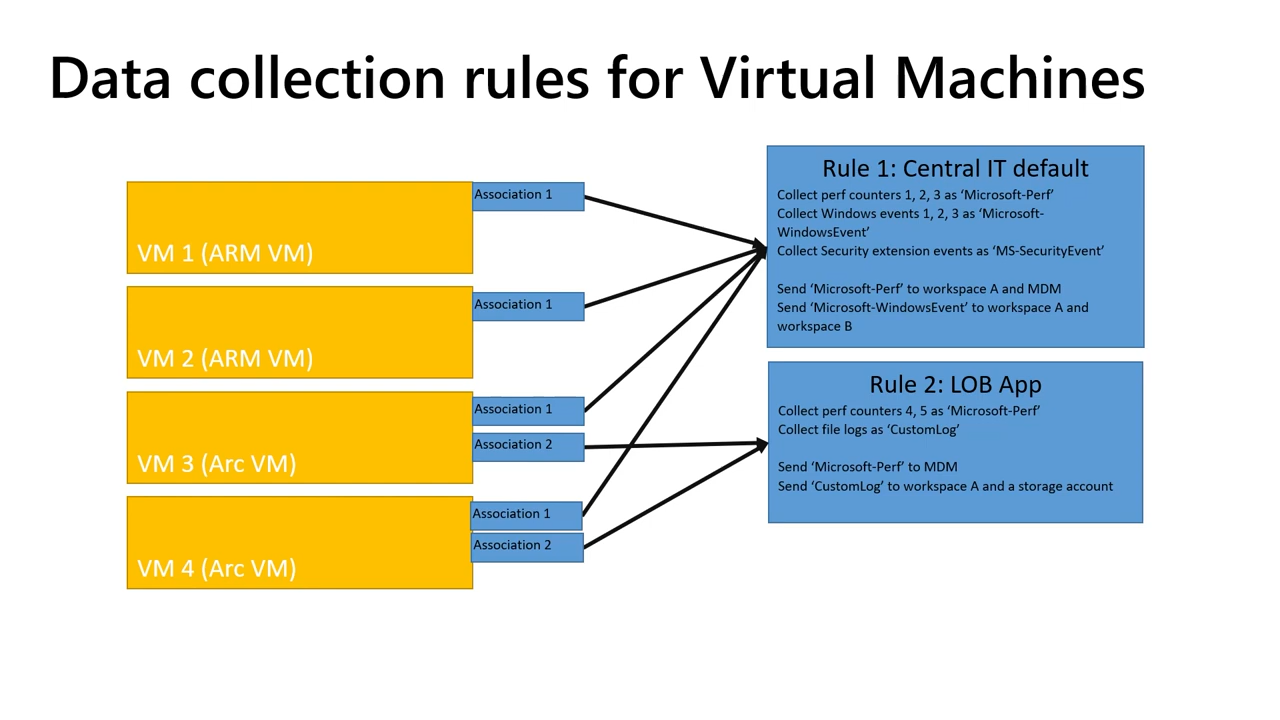 Data collection rules for Virtual Machines
VM 1 (ARM VM)
Association 1
VM 2 (ARM VM)
Association 1
VM 3 (Arc VM)
Association 1
Association 2
VM 4 (Arc VM)
Association 1
Association 2
Rule 1: Central IT default
Collect perf counters 1, 2, 3 as ‘Microsoft-Perf’
Collect Windows events 1, 2, 3 as ‘Microsoft-
WindowsEvent’
Collect Security extension events as ‘MS-SecurityEvent’
Send ‘Microsoft-Perf’ to workspace A and MDM
Send ‘Microsoft-WindowsEvent’ to workspace A and
workspace B
Rule 2: LOB App
Collect perf counters 4, 5 as ‘Microsoft-Perf’
Collect file logs as ‘CustomLog’
Send ‘Microsoft-Perf’ to MDM
Send ‘CustomLog’ to workspace A and a storage account